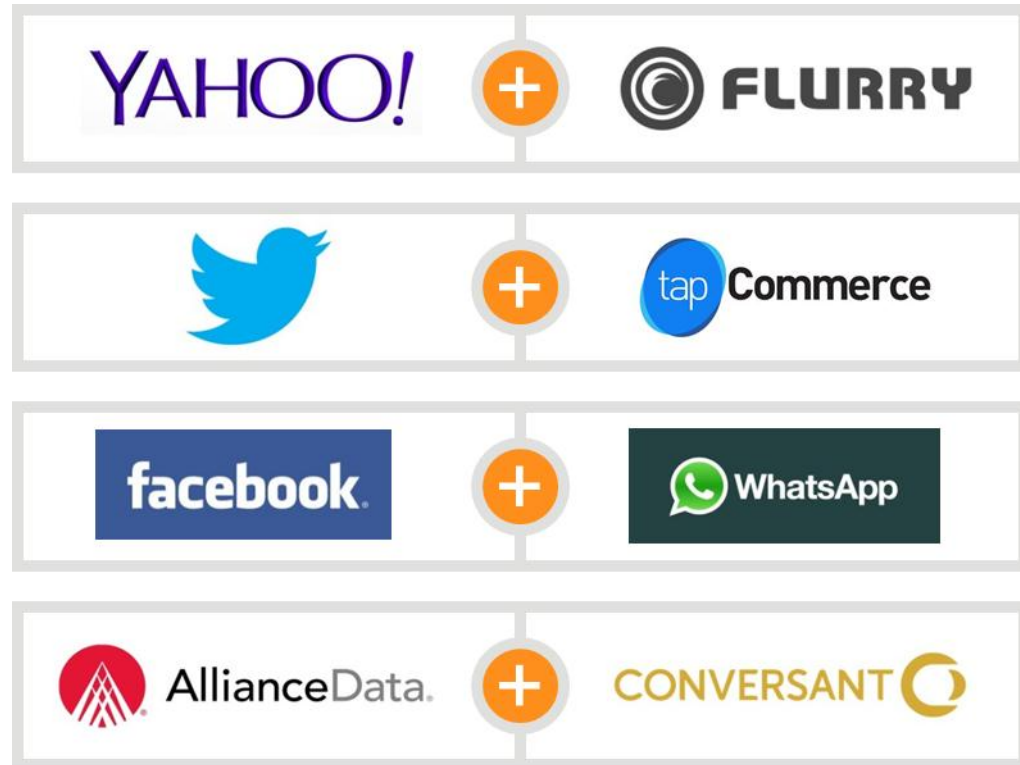 YAHOO!
+
FLURRY
+
tap Commerce
facebook®
+
WhatsApp
AllianceData®
+
CONVERSANT